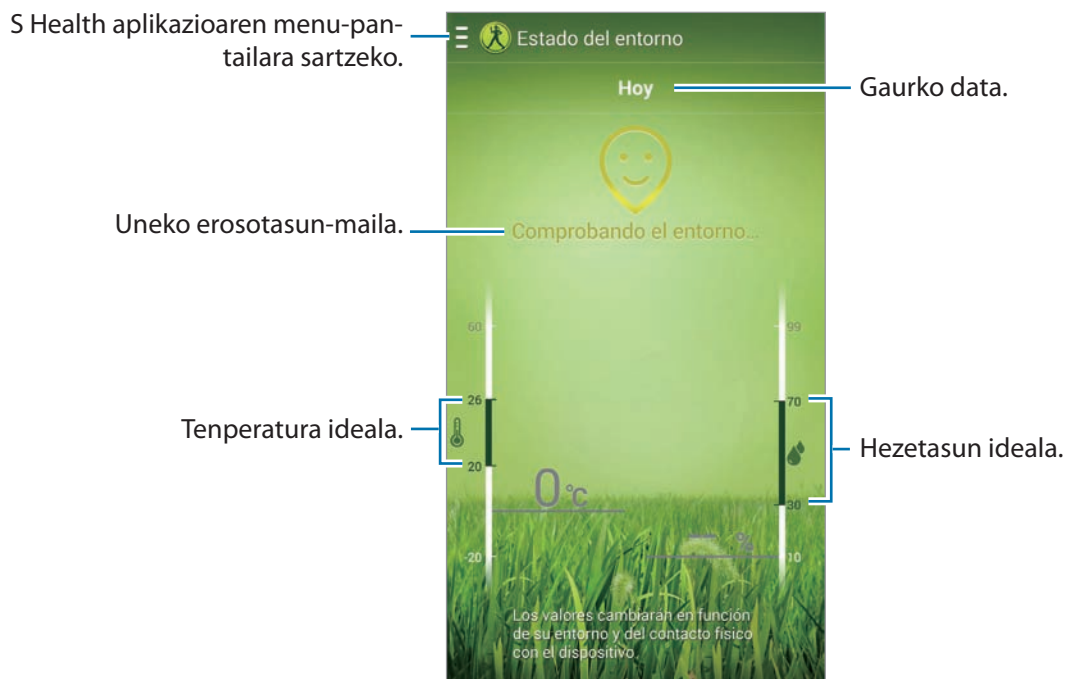 S Health aplikazioaren menu-pan-
tailara sartzeko.
Estado del entorno
Hoy
Gaurko data.
Uneko erosotasun-maila.
Comprobando el entorno...
60
99
26
70
Tenperatura ideala.
Hezetasun ideala.
20
0 °c
30
-- %
-20
10
Los valores cambiarán en función
de su entorno y del contacto físico
con el dispositivo.